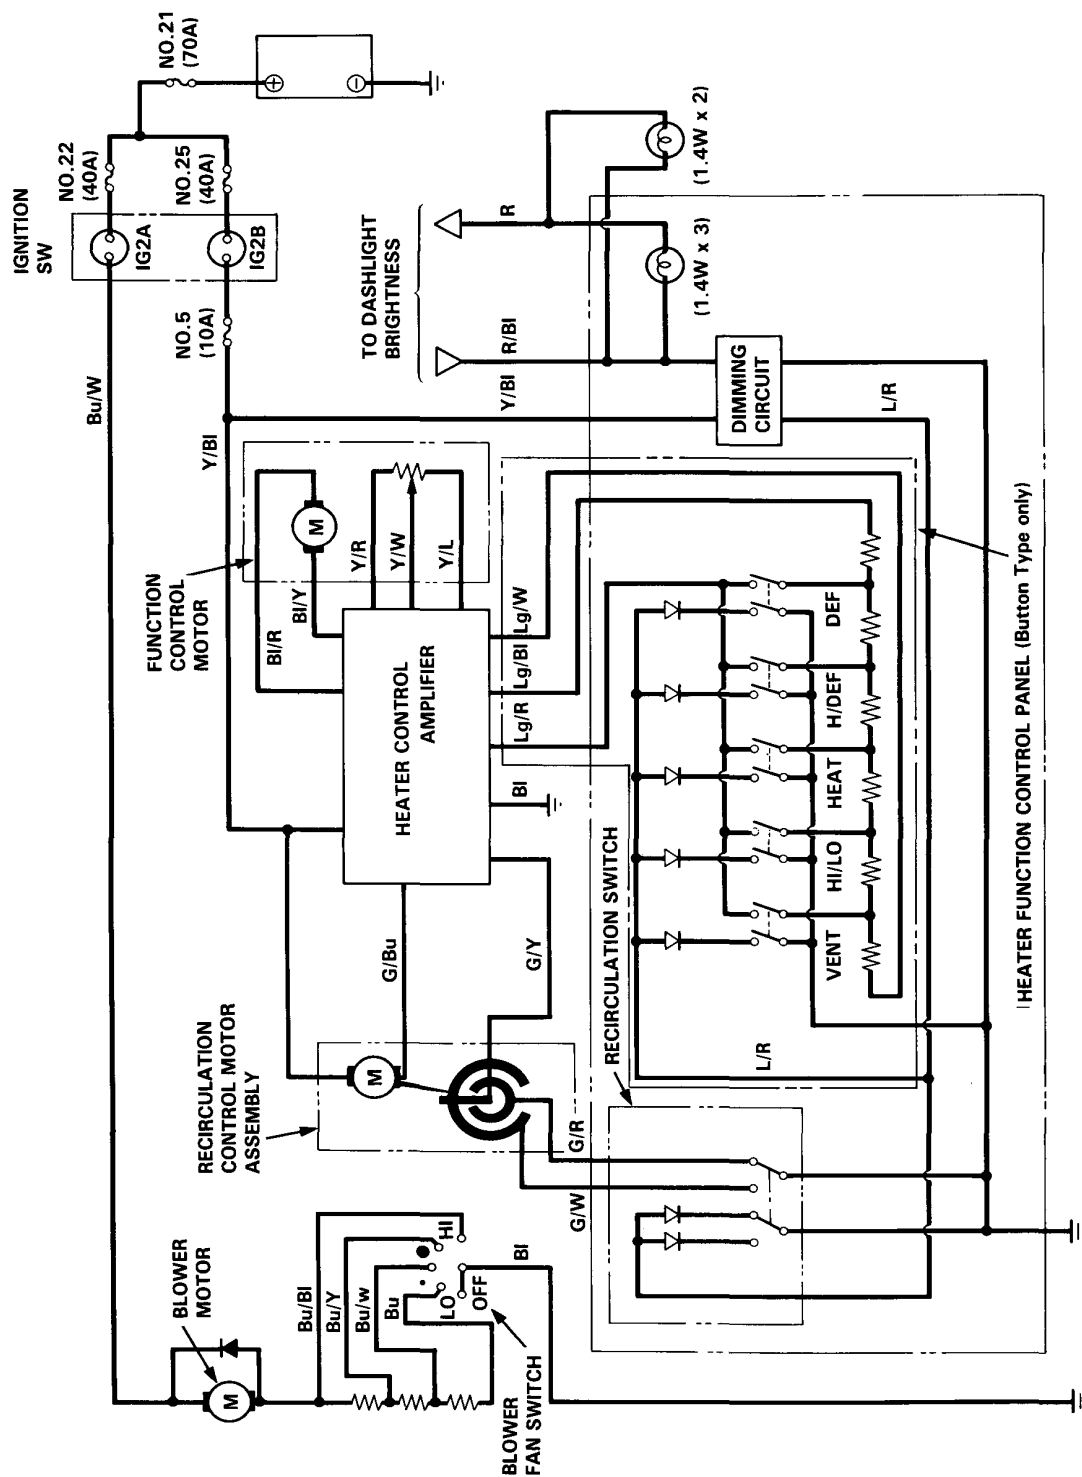 NO.21
(70A)
NO.22
(40A)
NO.25
(40A)
IGNITION
SW
IG2A
IG2B
NO.5
(10A)
Bu/W
Y/Bl
TO DASHLIGHT
BRIGHTNESS
R
R/Bl
Y/Bl
(1.4W x 2)
(1.4W x 3)
DIMMING
CIRCUIT
L/R
FUNCTION
CONTROL
MOTOR
M
Bl/R
Bl/Y
Y/R
Y/W
Y/L
HEATER CONTROL
AMPLIFIER
Lg/W
Lg/Bl
Lg/R
Bl
G/Bu
G/Y
DEF
H/DEF
HEAT
HI/LO
VENT
HEATER FUNCTION CONTROL PANEL (Button Type only)
RECIRCULATION SWITCH
L/R
RECIRCULATION
CONTROL MOTOR
ASSEMBLY
M
G/R
G/W
BLOWER
MOTOR
M
Bu/Bl
Bu/Y
Bu/w
Bu
HI
LO
OFF
Bl
BLOWER
FAN SWITCH